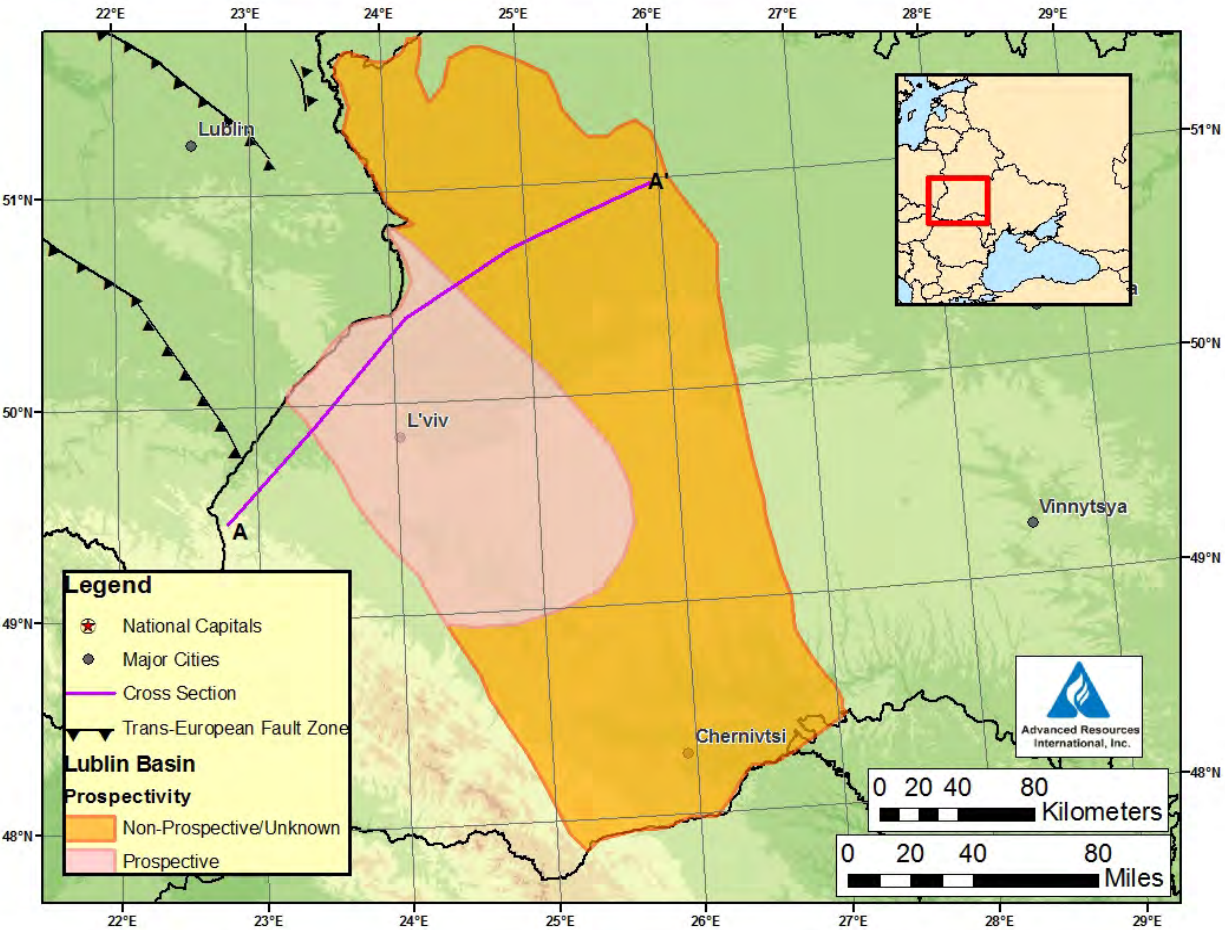 22°E 23°E 24°E 25°E 26°E 27°E 28°E 29°E
Lublin
51°N
51°N
A'
a
50°N
50°N
L'viv
Vinnytsya
A
49°N
49°N
Legend
National Capitals
Major Cities
Cross Section
Trans-European Fault Zone
Lublin Basin
Prospectivity
Non-Prospective/Unknown
Prospective
Chernivtsi
Advanced Resources
International, Inc.
48°N
48°N
0 20 40 80
Kilometers
0 20 40 80
Miles
22°E 23°E 24°E 25°E 26°E 27°E 28°E 29°E